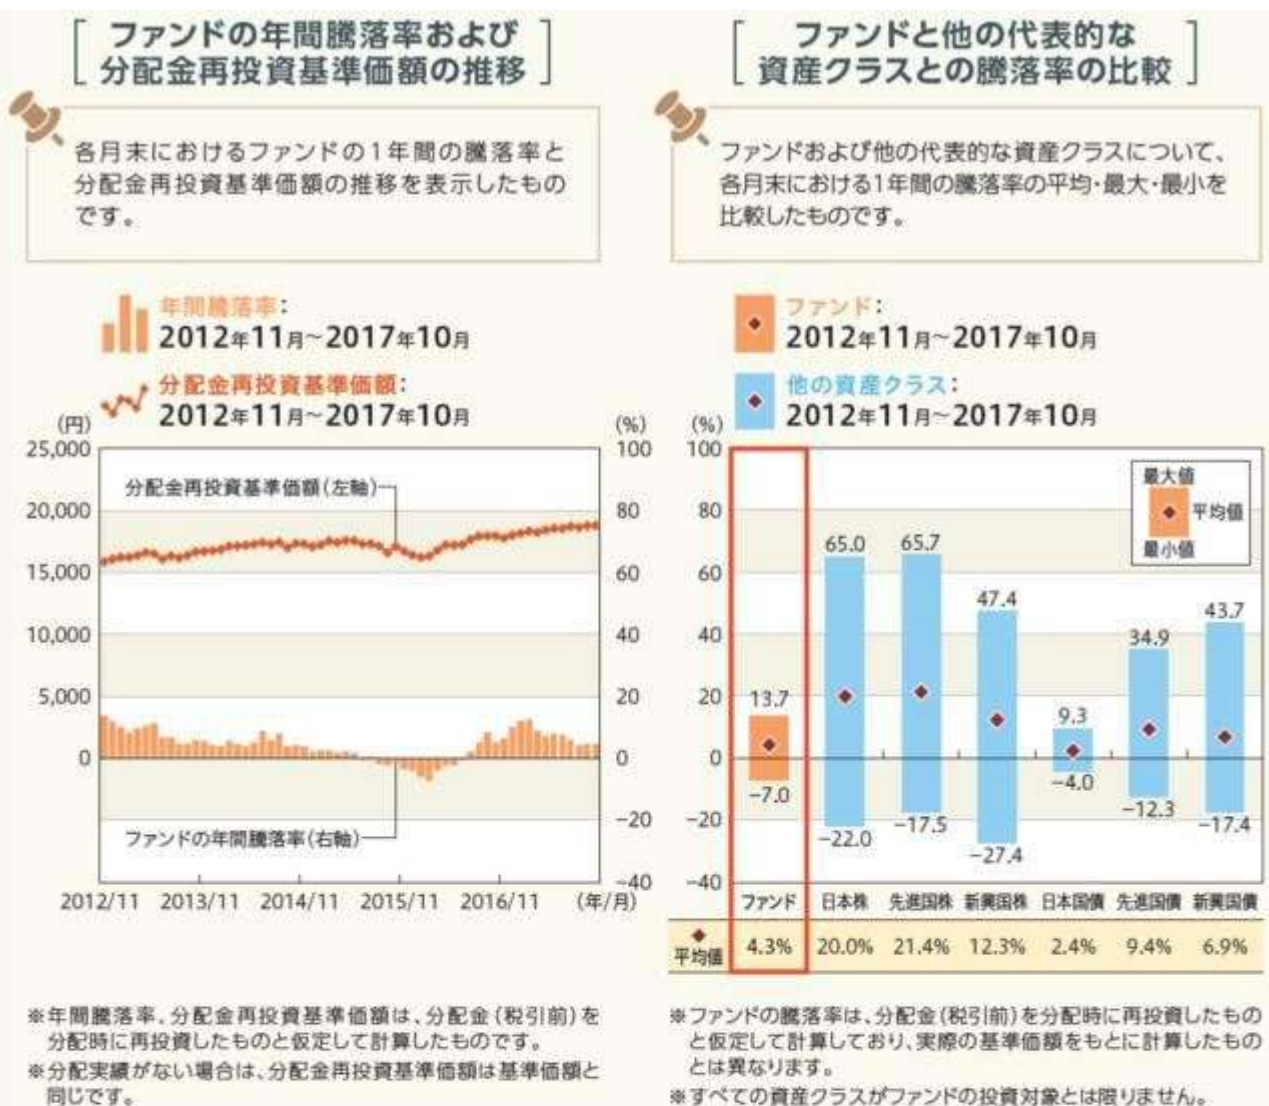 ファンドの年間騰落率および
分配金再投資基準価額の推移
各月末におけるファンドの1年間の騰落率と
分配金再投資基準価額の推移を表示したもの
です。
年間騰落率:
2012年11月~2017年10月
分配金再投資基準価額:
2012年11月~2017年10月
(円)
(%)
25,000
20,000
15,000
10,000
5,000
0
100
80
60
40
20
0
-20
-40
分配金再投資基準価額(左軸)
ファンドの年間騰落率(右軸)
2012/11 2013/11 2014/11 2015/11 2016/11 (年/月)
※年間騰落率、分配金再投資基準価額は、分配金(税引前)を
分配時に再投資したものと仮定して計算したものです。
※分配実績がない場合は、分配金再投資基準価額は基準価額と
同じです。
ファンドと他の代表的な
資産クラスとの騰落率の比較
ファンドおよび他の代表的な資産クラスについて、
各月末における1年間の騰落率の平均・最大・最小を
比較したものです。
ファンド:
2012年11月~2017年10月
他の資産クラス:
2012年11月~2017年10月
(%)
100
80
60
40
20
0
-20
-40
最大値
平均値
最小値
13.7
65.0
65.7
47.4
9.3
34.9
43.7
-7.0
-22.0
-17.5
-27.4
-4.0
-12.3
-17.4
ファンド 日本株 先進国株 新興国株 日本国債 先進国債 新興国債
平均値 4.3% 20.0% 21.4% 12.3% 2.4% 9.4% 6.9%
※ファンドの騰落率は、分配金(税引前)を分配時に再投資したもの
と仮定して計算しており、実際の基準価額をもとに計算したもの
とは異なります。
※すべての資産クラスがファンドの投資対象とは限りません。